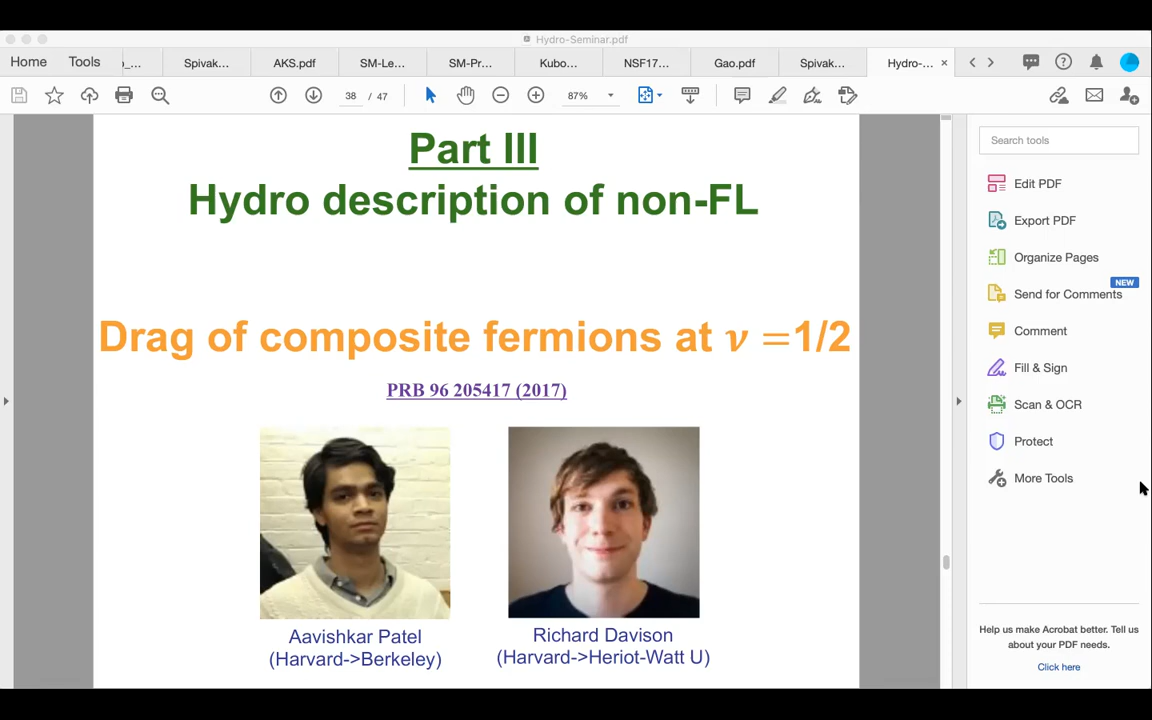 Hydro-Seminar.pdf
Home Tools o_... Spivak... AKS.pdf SM-Le... SM-Pr... Kubo... NSF17... Gao.pdf Spivak... Hydro-... ×
38 / 47 87%
Part III
Hydro description of non-FL
Drag of composite fermions at ν =1/2
PRB 96 205417 (2017)
Aavishkar Patel
(Harvard->Berkeley)
Richard Davison
(Harvard->Heriot-Watt U)
Search tools
Edit PDF
Export PDF
Organize Pages
NEW
Send for Comments
Comment
Fill & Sign
Scan & OCR
Protect
More Tools
Help us make Acrobat better. Tell us
about your PDF needs.
Click here